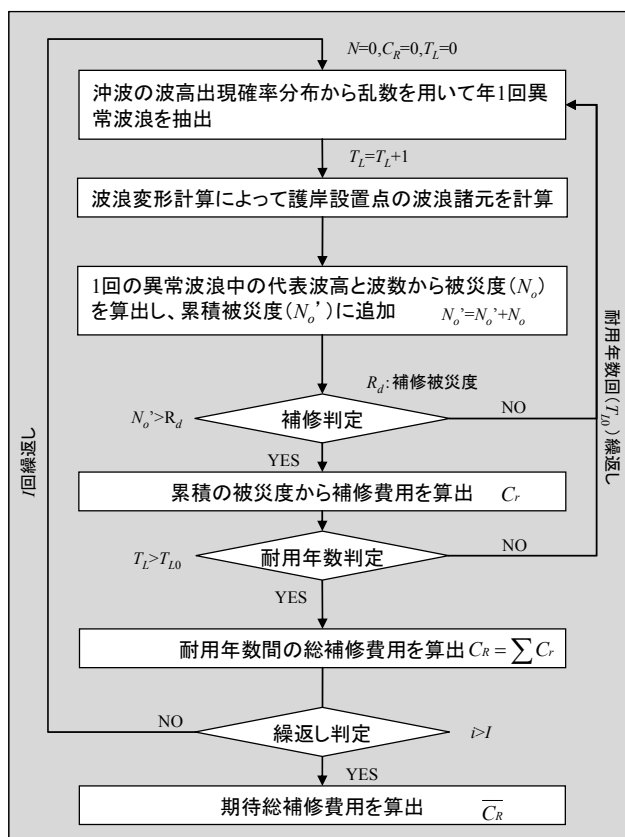 N=0,C_R=0,T_L=0
沖波の波高出現確率分布から乱数を用いて年1回異
常波浪を抽出
T_L=T_L+1
波浪変形計算によって護岸設置点の波浪諸元を計算
1回の異常波浪中の代表波高と波数から被災度(N_o)
を算出し、累積被災度(N_o')に追加 N_o'=N_o'+N_o
R_d:補修被災度
N_o'>R_d
補修判定
NO
YES
累積の被災度から補修費用を算出 C_r
T_L>T_{L0}
耐用年数判定
NO
YES
耐用年数間の総補修費用を算出 C_R=∑C_r
NO
繰返し判定
i>I
YES
期待総補修費用を算出 \overline{C_R}
I回繰返し
耐用年数回(T_{L0})繰返し